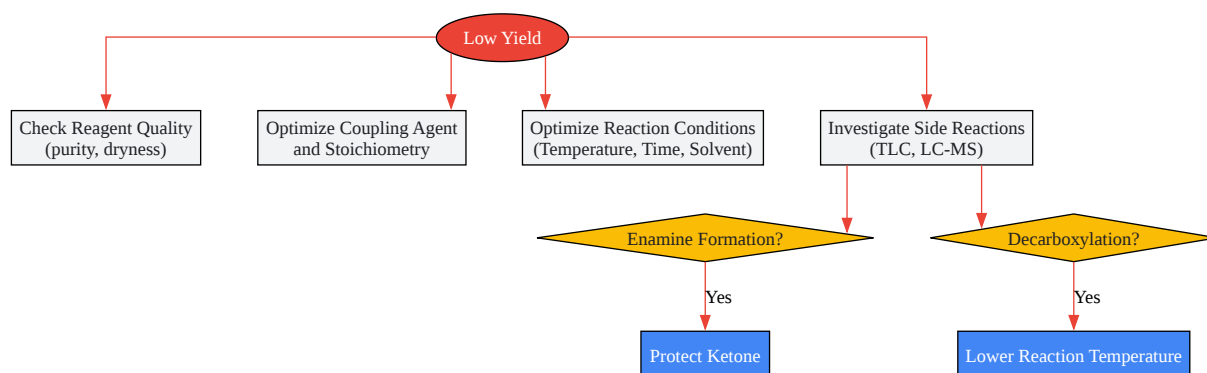 Low Yield
Check Reagent Quality
(purity, dryness)
Optimize Coupling Agent
and Stoichiometry
Optimize Reaction Conditions
(Temperature, Time, Solvent)
Investigate Side Reactions
(TLC, LC-MS)
Enamine Formation?
Decarboxylation?
Yes
Yes
Protect Ketone
Lower Reaction Temperature